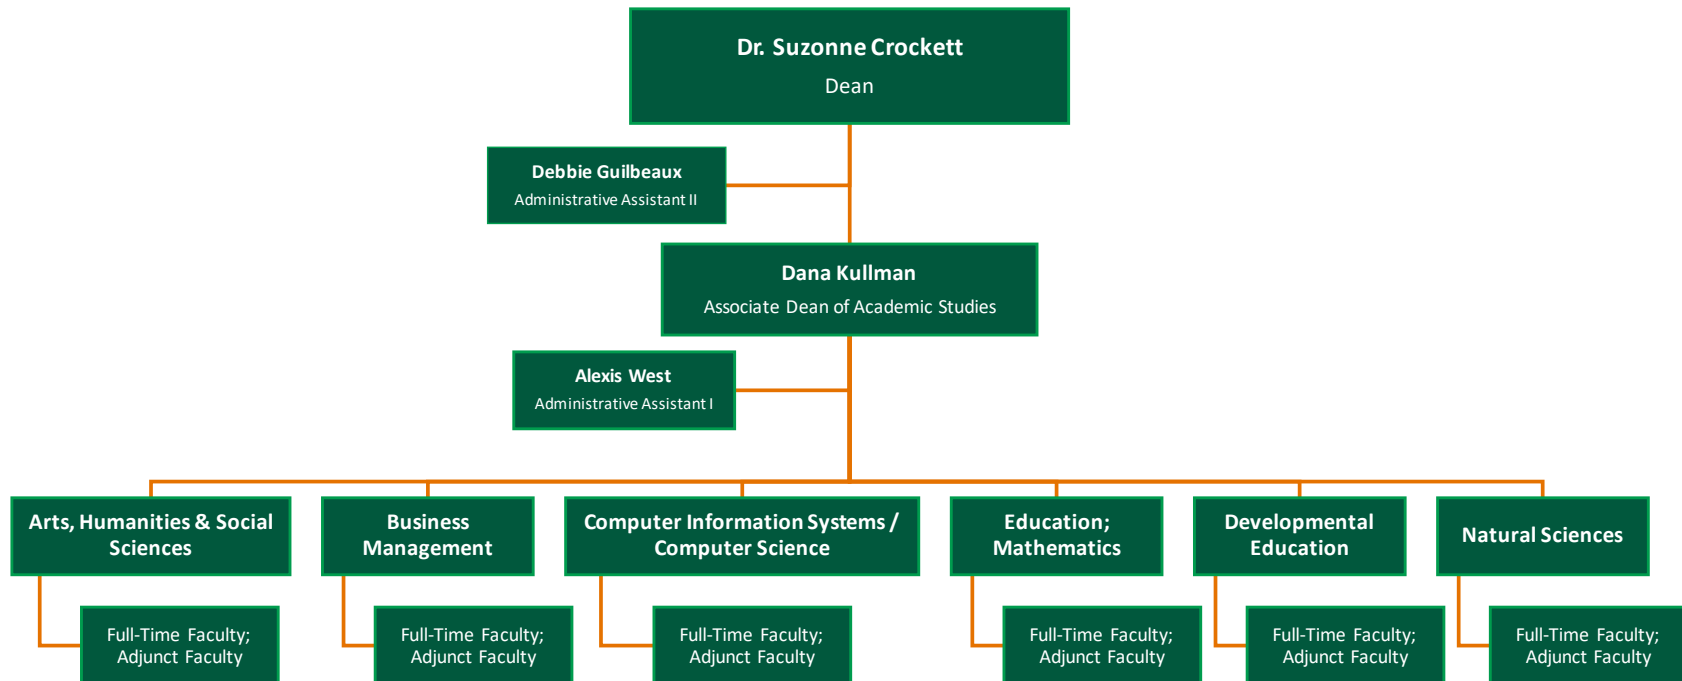 Dr. Suzonne Crockett
Dean
Debbie Guilbeaux
Administrative Assistant II
Dana Kullman
Associate Dean of Academic Studies
Alexis West
Administrative Assistant I
Arts, Humanities & Social
Sciences
Business
Management
Computer Information Systems /
Computer Science
Education;
Mathematics
Developmental
Education
Natural Sciences
Full-Time Faculty;
Adjunct Faculty
Full-Time Faculty;
Adjunct Faculty
Full-Time Faculty;
Adjunct Faculty
Full-Time Faculty;
Adjunct Faculty
Full-Time Faculty;
Adjunct Faculty
Full-Time Faculty;
Adjunct Faculty